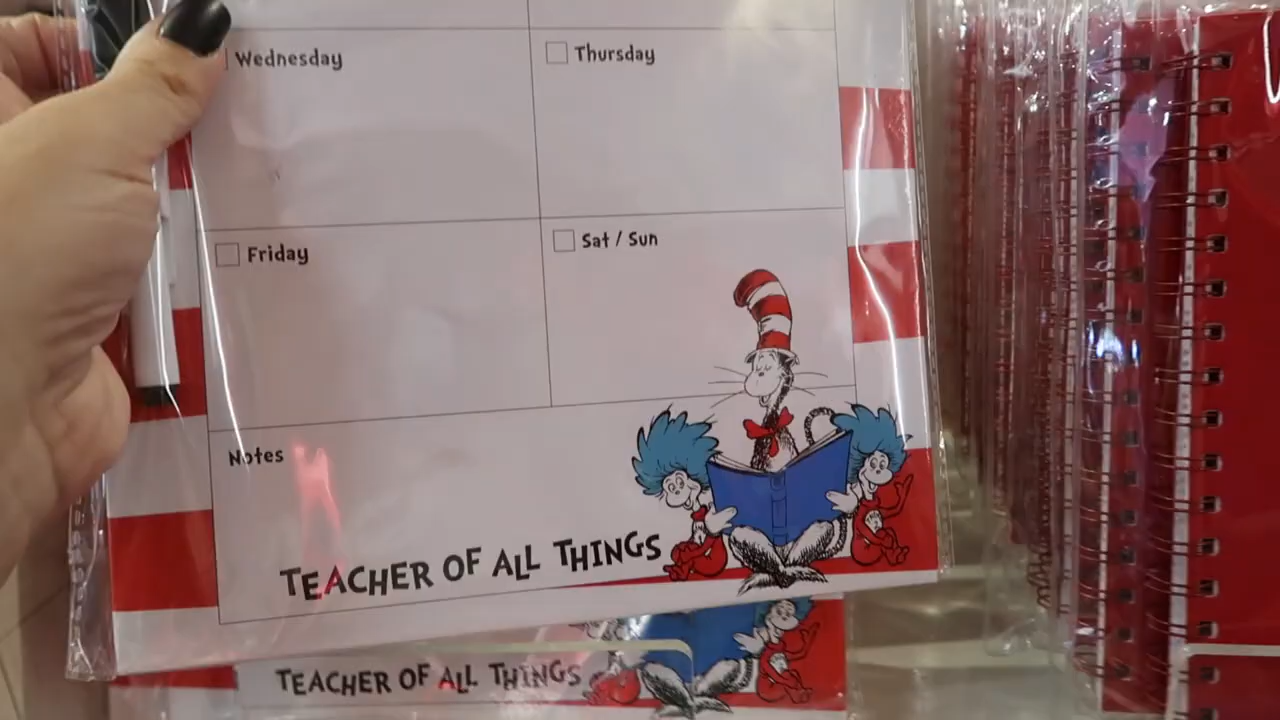 Wednesday
Thursday
Friday
Sat / Sun
Notes
TEACHER OF ALL THINGS
TEACHER OF ALL THINGS